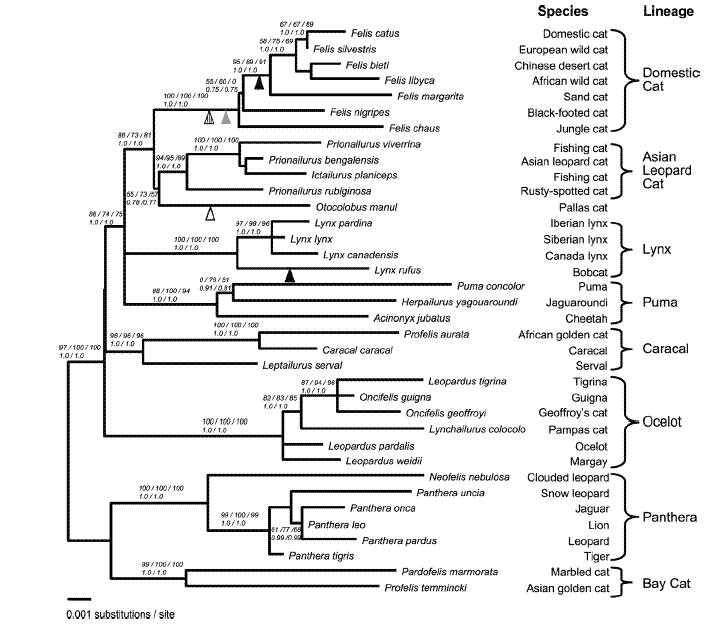 Species Lineage
67 / 67 / 69
1.0 / 1.0
Felis catus Domestic cat
58 / 75 / 69
1.0 / 1.0
Felis silvestris European wild cat
95 / 89 / 91
1.0 / 1.0
Felis bieti Chinese desert cat
Felis libyca African wild cat
Domestic
Cat
0.75 / 0.75
Felis margarita Sand cat
100 / 100 / 100
1.0 / 1.0
Felis nigripes Black-footed cat
Felis chaus Jungle cat
86 / 73 / 81
1.0 / 1.0
100 / 100 / 100
1.0 / 1.0
Prionailurus viverrina Fishing cat
94/95/89
1.0 / 1.0
Prionailurus bengalensis Asian leopard cat
Ictailurus planiceps Fishing cat
Prionailurus rubiginosa Rusty-spotted cat
Asian
Leopard
Cat
55 / 73 / 57
0.78 / 0.77
Otocolobus manul Pallas cat
86 / 74 / 75
1.0 / 1.0
97 / 98 / 96
1.0 / 1.0
Lynx pardina Iberian lynx
100 / 100 / 100
1.0 / 1.0
Lynx lynx Siberian lynx
Lynx canadensis Canada lynx
Lynx rufus Bobcat
Lynx
0.91 / 0.81
Puma concolor Puma
88 / 100 / 94
1.0 / 1.0
Herpailurus yagouaroundi Jaguaroundi
Acinonyx jubatus Cheetah
Puma
100 / 100 / 100
1.0 / 1.0
Profelis aurata African golden cat
96 / 96 / 96
1.0 / 1.0
Caracal caracal Caracal
Leptailurus serval Serval
Caracal
97 / 100 / 100
1.0 / 1.0
87 / 94 / 96
1.0 / 1.0
Leopardus tigrina Tigrina
82 / 83 / 85
1.0 / 1.0
Oncifelis guigna Guigna
Oncifelis geoffroyi Geoffroy's cat
100 / 100 / 100
1.0 / 1.0
Lynchailurus colocolo Pampas cat
Leopardus pardalis Ocelot
Leopardus weidii Margay
Ocelot
100 / 100 / 100
1.0 / 1.0
Neofelis nebulosa Clouded leopard
Panthera uncia Snow leopard
99 / 100 / 99
1.0 / 1.0
Panthera onca Jaguar
61 / 77 / 68
0.99 / 0.99
Panthera leo Lion
Panthera pardus Leopard
Panthera tigris Tiger
Panthera
99 / 100 / 100
1.0 / 1.0
Pardofelis marmorata Marbled cat
Profelis temmincki Asian golden cat
Bay Cat
0.001 substitutions / site